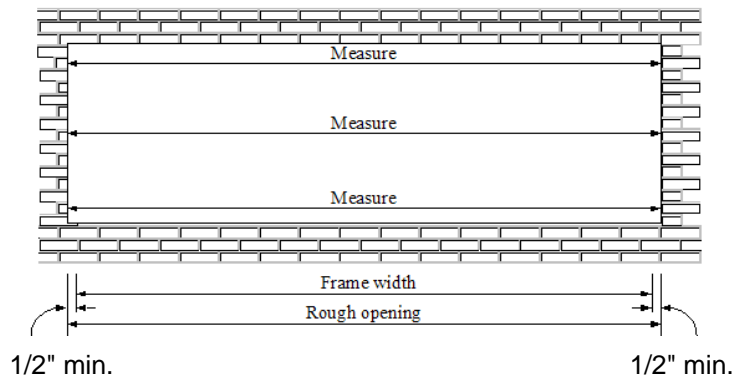 Measure
Measure
Measure
Frame width
Rough opening
1/2" min.
1/2" min.